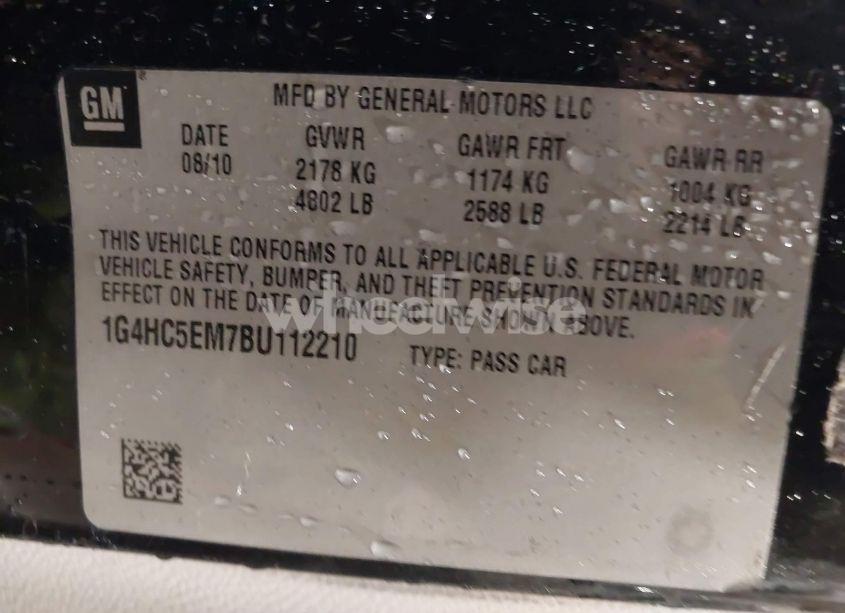 GM
MFD BY GENERAL MOTORS LLC
DATE GVWR GAWR FRT GAWR RR
08/10 2178 KG 1174 KG 1004 KG
4802 LB 2588 LB 2214 LB
THIS VEHICLE CONFORMS TO ALL APPLICABLE U.S. FEDERAL MOTOR
VEHICLE SAFETY, BUMPER, AND THEFT PREVENTION STANDARDS IN
EFFECT ON THE DATE OF MANUFACTURE SHOWN ABOVE.
wheelwise
1G4HC5EM7BU112210 TYPE: PASS CAR